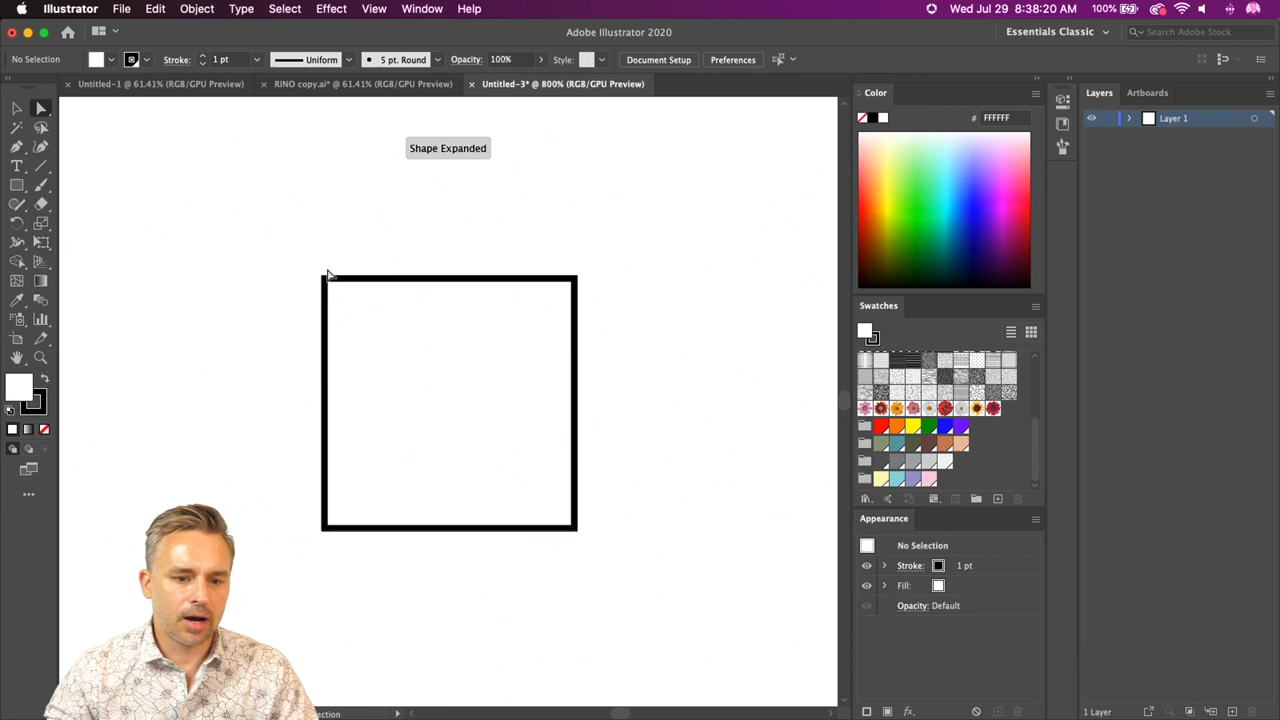 Illustrator File Edit Object Type Select Effect View Window Help 100% Wed Jul 29 8:38:20 AM
Adobe Illustrator 2020 Essentials Classic Search Adobe Stock
No Selection Stroke: 1 pt Uniform 5 pt. Round Opacity: 100% Style: Document Setup Preferences
Untitled-1 @ 61.41% (RGB/GPU Preview) RINO copy.ai* @ 61.41% (RGB/GPU Preview) Untitled-3* @ 800% (RGB/GPU Preview)
Color Layers Artboards
# FFFFFF Layer 1
Shape Expanded
Swatches
Appearance
No Selection
Stroke: 1 pt
Fill:
Opacity: Default
1 Layer